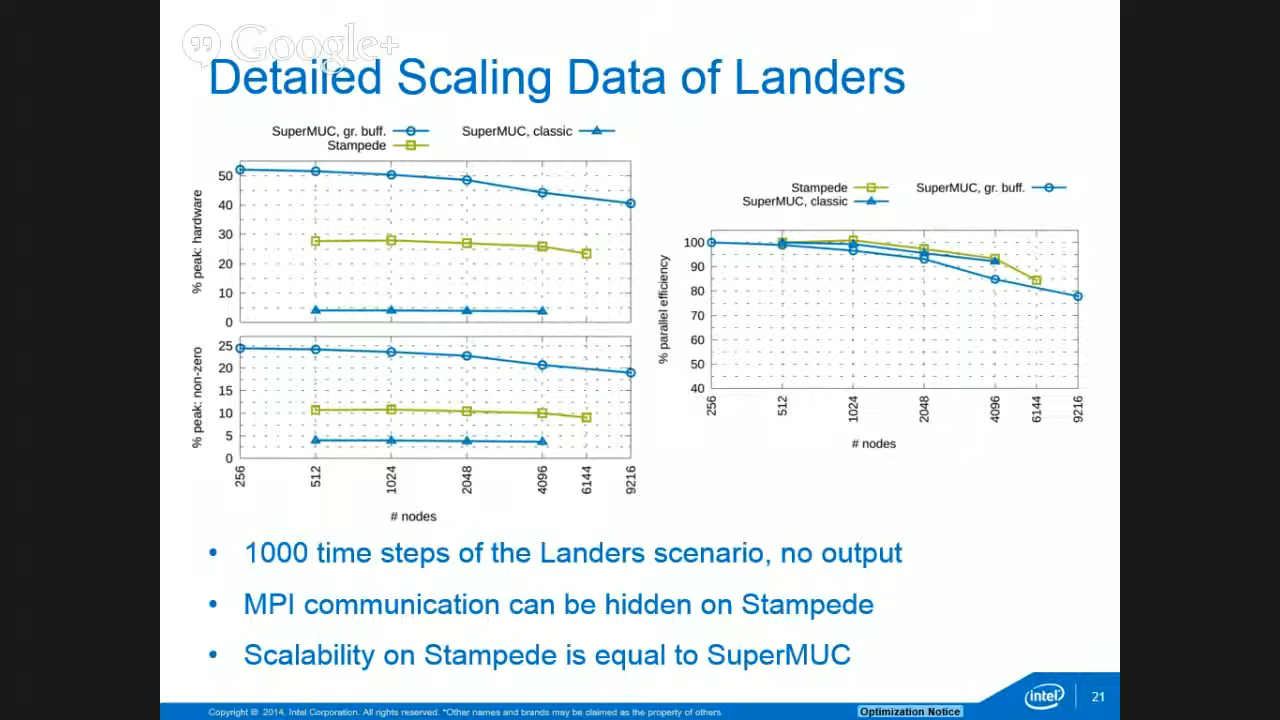 Google+
Detailed Scaling Data of Landers
SuperMUC, gr. buff.
SuperMUC, classic
Stampede
% peak: hardware
50
40
30
20
10
0
% peak: non-zero
25
20
15
10
5
0
256
512
1024
2048
4096
6144
9216
# nodes
Stampede
SuperMUC, gr. buff.
SuperMUC, classic
% parallel efficiency
100
90
80
70
60
50
40
256
512
1024
2048
4096
6144
9216
# nodes
• 1000 time steps of the Landers scenario, no output
• MPI communication can be hidden on Stampede
• Scalability on Stampede is equal to SuperMUC
intel
21
Copyright © 2014, Intel Corporation. All rights reserved. *Other names and brands may be claimed as the property of others.
Optimization Notice